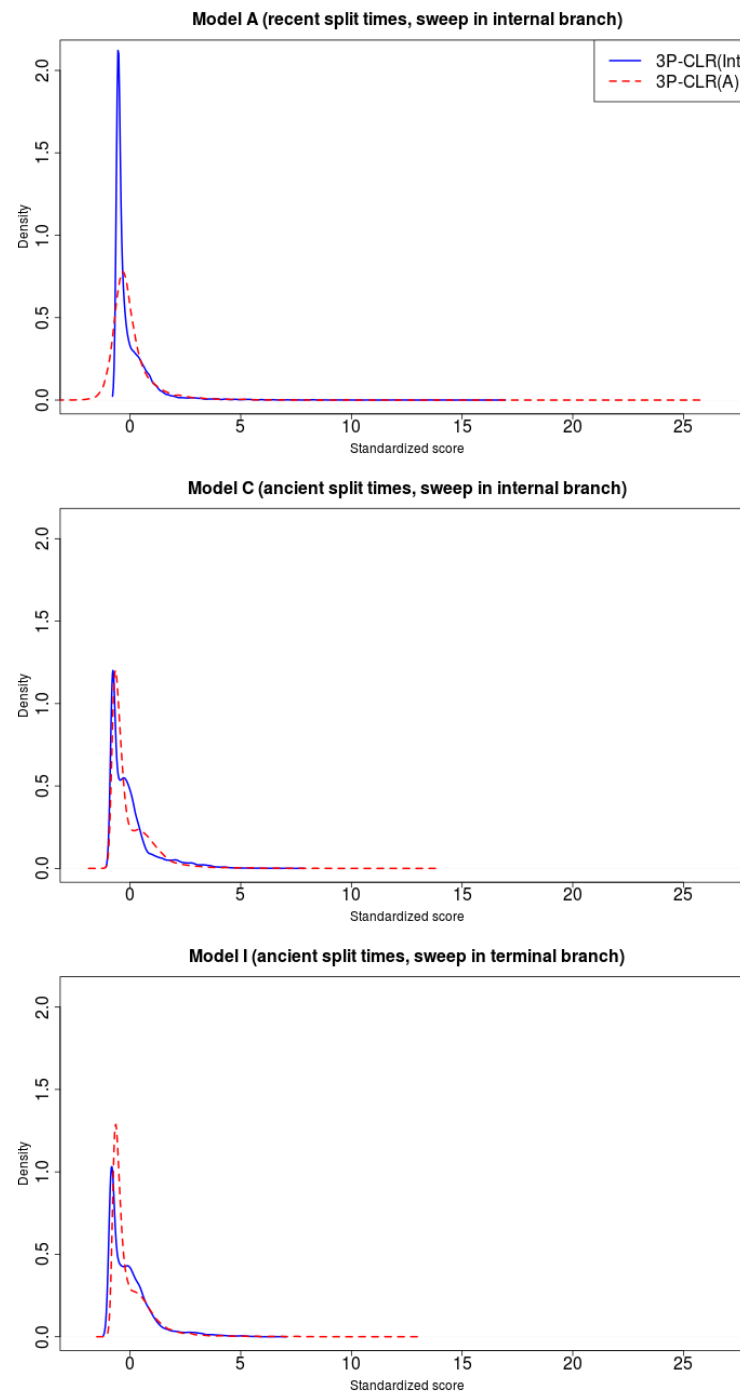 Model A (recent split times, sweep in internal branch)
3P-CLR(Int
3P-CLR(A)
Density
0.0 0.5 1.0 1.5 2.0
0 5 10 15 20 25
Standardized score
Model C (ancient split times, sweep in internal branch)
Density
0.0 0.5 1.0 1.5 2.0
0 5 10 15 20 25
Standardized score
Model I (ancient split times, sweep in terminal branch)
Density
0.0 0.5 1.0 1.5 2.0
0 5 10 15 20 25
Standardized score